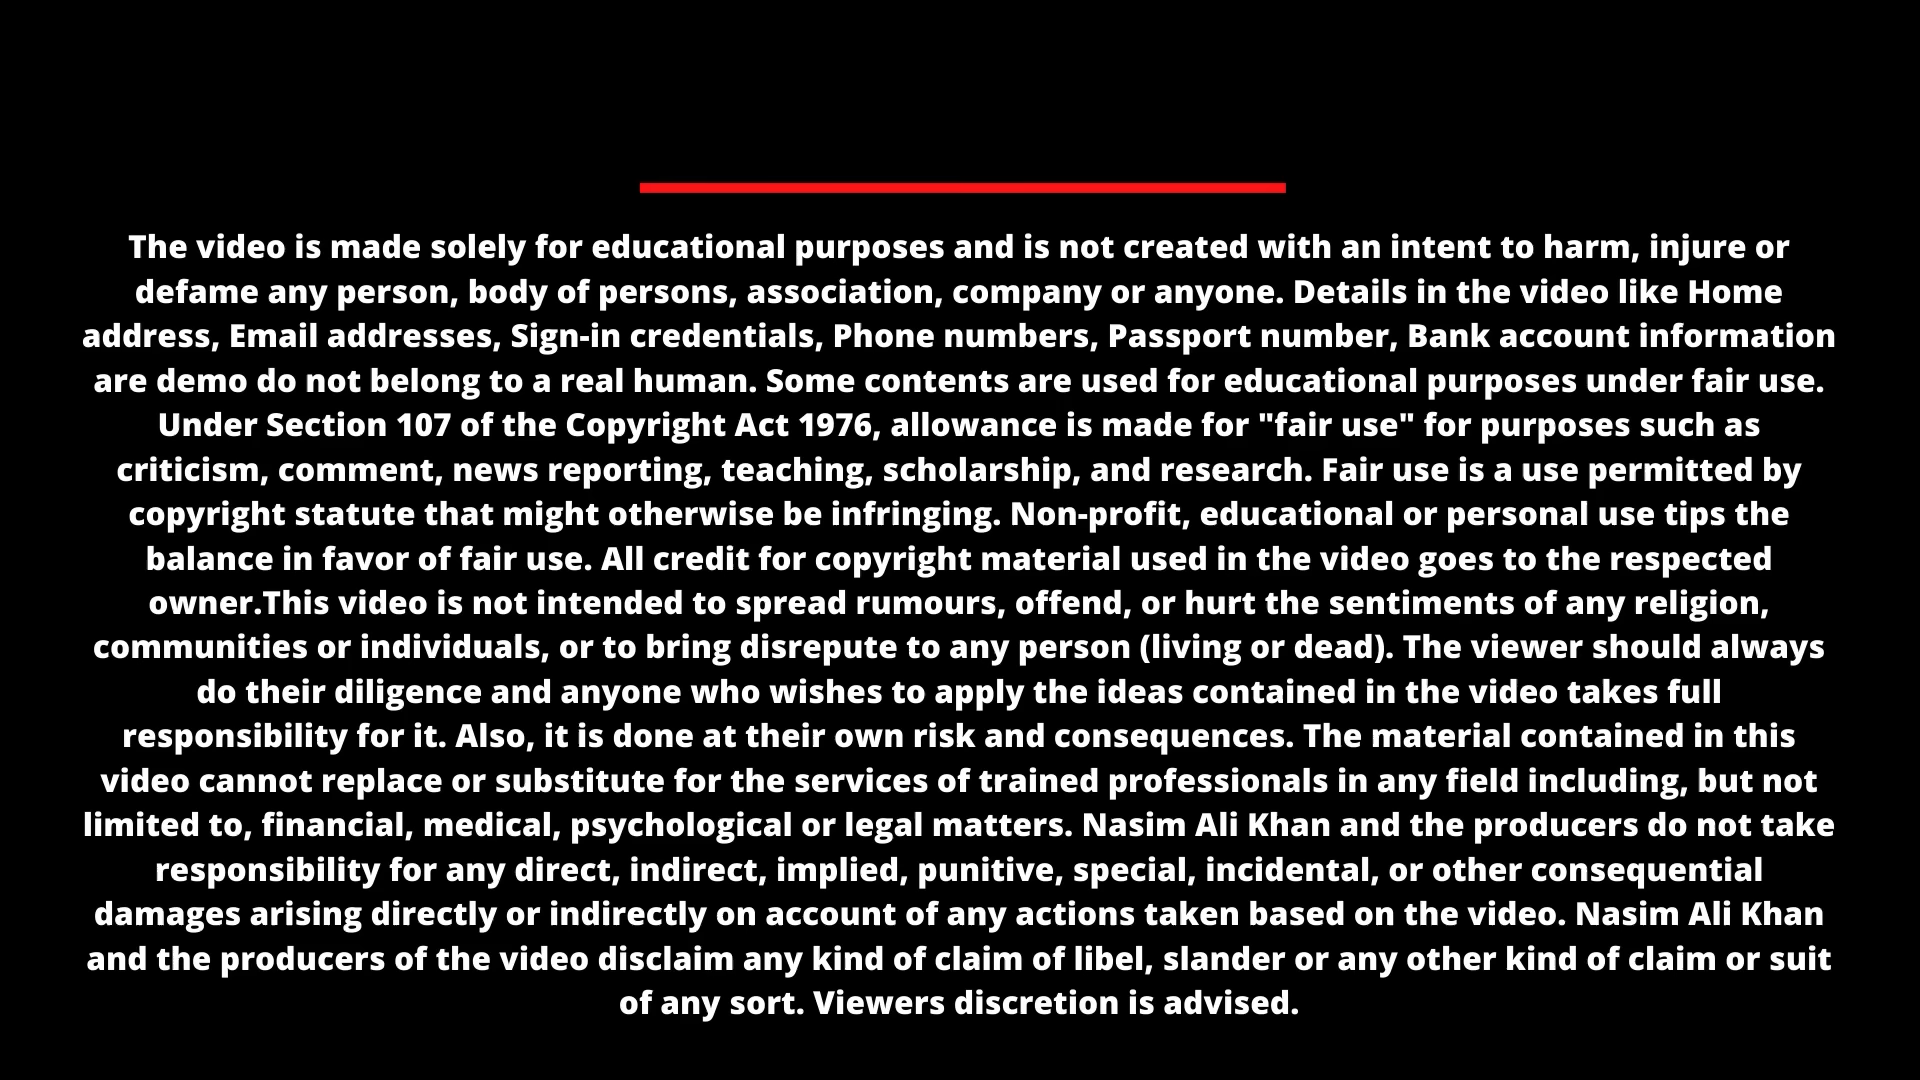 The video is made solely for educational purposes and is not created with an intent to harm, injure or
defame any person, body of persons, association, company or anyone. Details in the video like Home
address, Email addresses, Sign-in credentials, Phone numbers, Passport number, Bank account information
are demo do not belong to a real human. Some contents are used for educational purposes under fair use.
Under Section 107 of the Copyright Act 1976, allowance is made for "fair use" for purposes such as
criticism, comment, news reporting, teaching, scholarship, and research. Fair use is a use permitted by
copyright statute that might otherwise be infringing. Non-profit, educational or personal use tips the
balance in favor of fair use. All credit for copyright material used in the video goes to the respected
owner.This video is not intended to spread rumours, offend, or hurt the sentiments of any religion,
communities or individuals, or to bring disrepute to any person (living or dead). The viewer should always
do their diligence and anyone who wishes to apply the ideas contained in the video takes full
responsibility for it. Also, it is done at their own risk and consequences. The material contained in this
video cannot replace or substitute for the services of trained professionals in any field including, but not
limited to, financial, medical, psychological or legal matters. Nasim Ali Khan and the producers do not take
responsibility for any direct, indirect, implied, punitive, special, incidental, or other consequential
damages arising directly or indirectly on account of any actions taken based on the video. Nasim Ali Khan
and the producers of the video disclaim any kind of claim of libel, slander or any other kind of claim or suit
of any sort. Viewers discretion is advised.